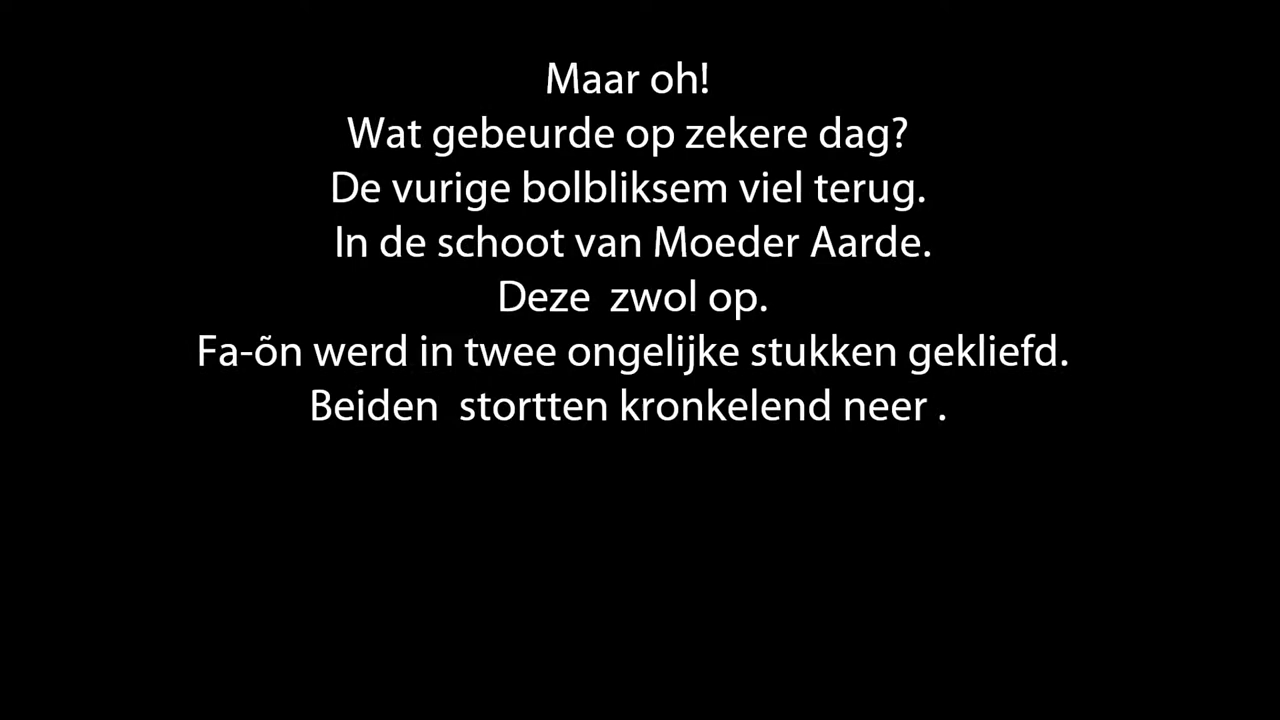 Maar oh!
Wat gebeurde op zekere dag?
De vurige bolbliksem viel terug.
In de schoot van Moeder Aarde.
Deze  zwol op.
Fa-õn werd in twee ongelijke stukken gekliefd.
Beiden  stortten kronkelend neer .